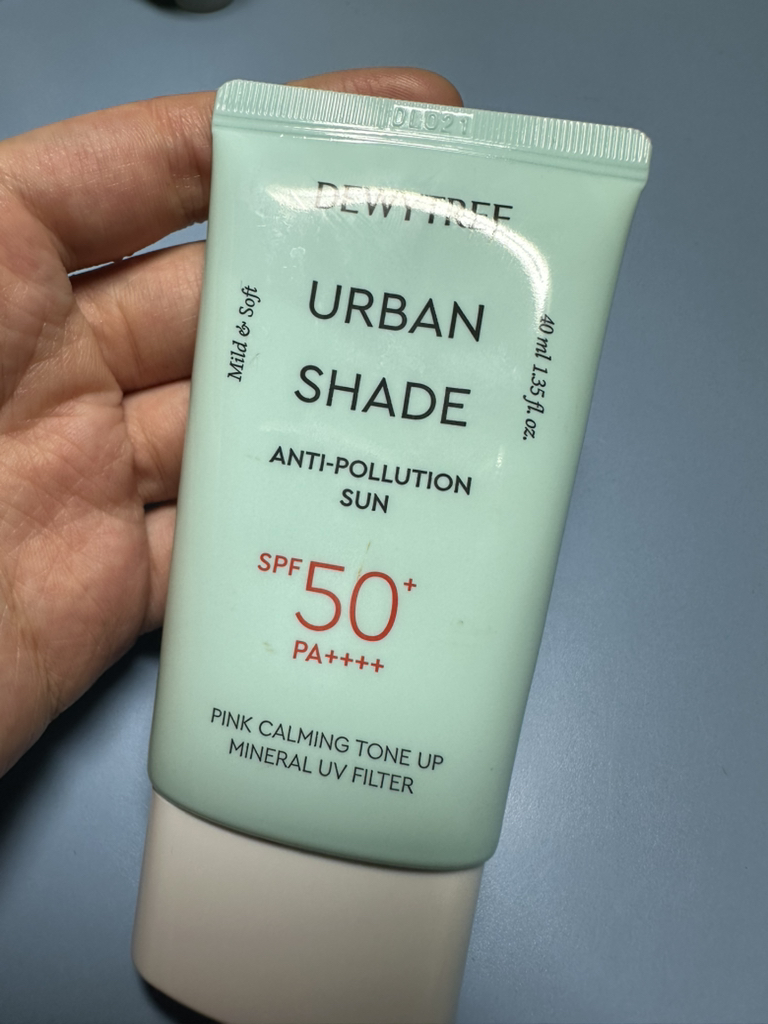 DEWYTREE
URBAN
SHADE
Mild & Soft
40 ml 1.35 fl. oz.
ANTI-POLLUTION
SUN
SPF 50+
PA++++
PINK CALMING TONE UP
MINERAL UV FILTER